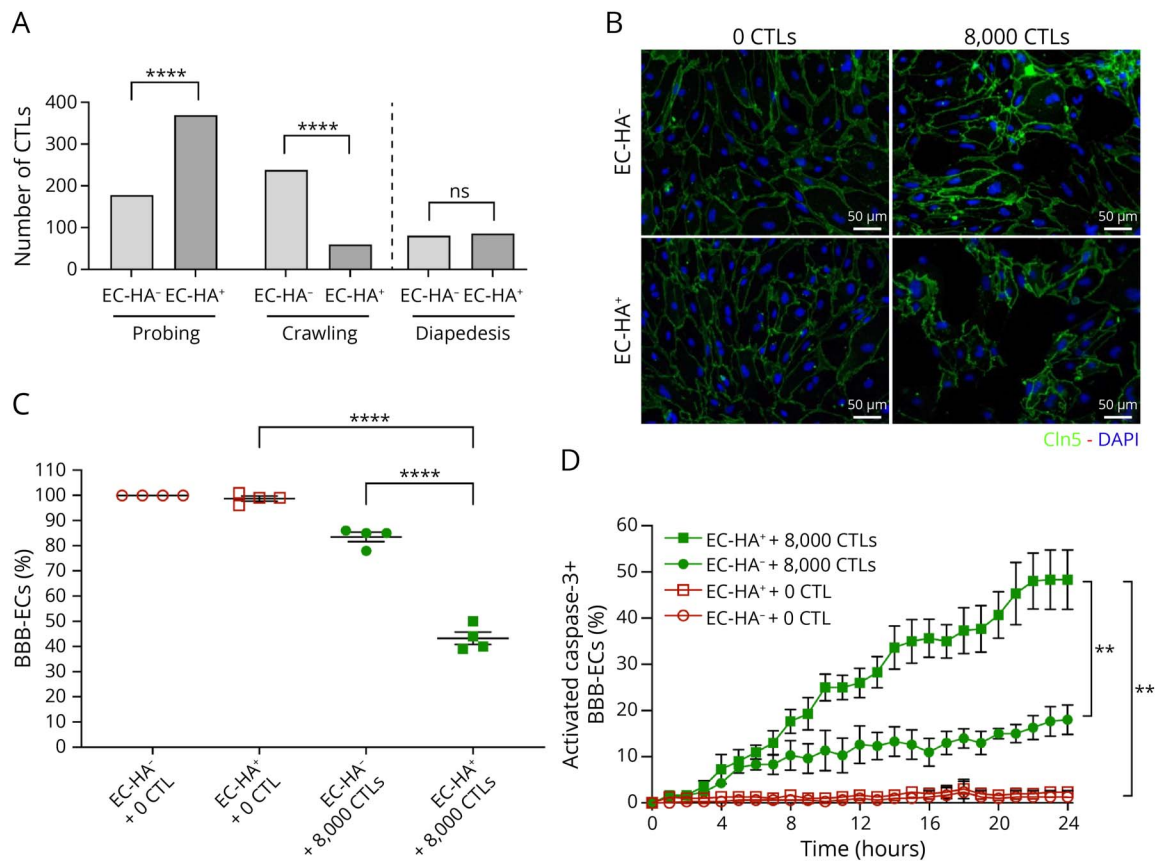 A
Number of CTLs
400
300
200
100
0
****
****
ns
EC-HA⁻ EC-HA⁺
EC-HA⁻ EC-HA⁺
EC-HA⁻ EC-HA⁺
Probing
Crawling
Diapedesis
B
0 CTLs
8,000 CTLs
EC-HA⁻
EC-HA⁺
50 µm
50 µm
50 µm
50 µm
Cln5 - DAPI
C
BBB-ECs (%)
110
100
90
80
70
60
50
40
30
20
10
0
****
****
EC-HA⁻
+ 0 CTL
EC-HA⁺
+ 0 CTL
EC-HA⁻
+ 8,000 CTLs
EC-HA⁺
+ 8,000 CTLs
D
Activated caspase-3+
BBB-ECs (%)
60
50
40
30
20
10
0
EC-HA⁺ + 8,000 CTLs
EC-HA⁻ + 8,000 CTLs
EC-HA⁺ + 0 CTL
EC-HA⁻ + 0 CTL
**
**
0 4 8 12 16 20 24
Time (hours)